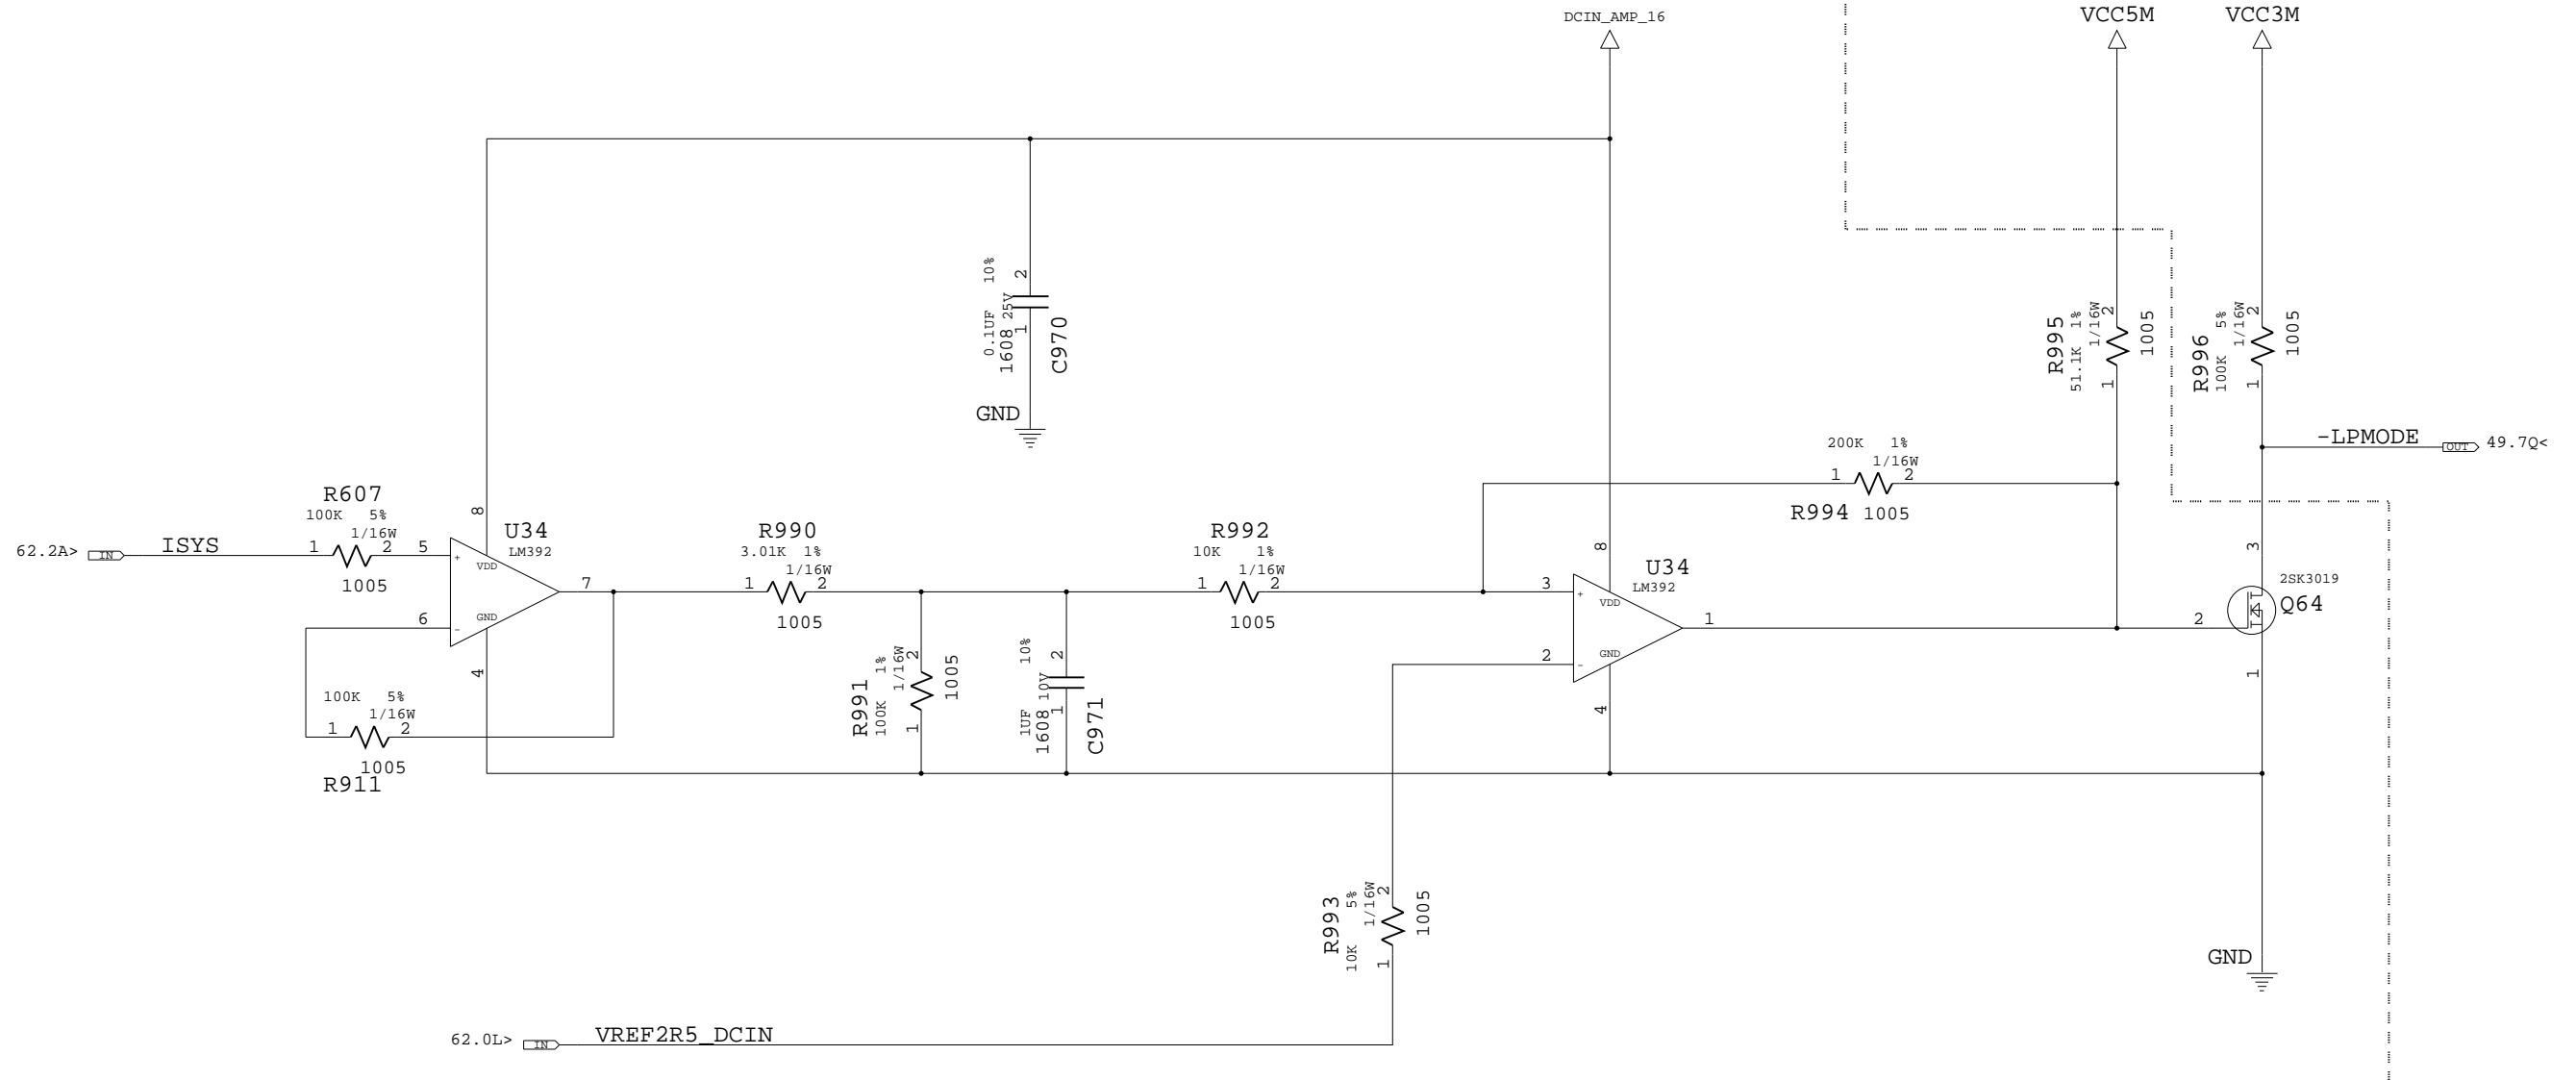 DCIN_AMP_16
VCC5M
VCC3M
0.1UF 10%
1608 25V
2
1
C970
GND
R995
51.1K 1%
1/16W
2
1
1005
R996
100K 5%
1/16W
2
1
1005
-LPMODE
OUT
49.7Q<
200K 1%
1/16W
1
2
R994
1005
62.2A>
IN
ISYS
R607
100K 5%
1/16W
1
2
1005
5
6
+
-
VDD
GND
8
4
7
U34
LM392
100K 5%
1/16W
1
2
1005
R911
R990
3.01K 1%
1/16W
1
2
1005
R991
100K 1%
1/16W
2
1
1005
1UF 10%
1608 10V
2
1
C971
R992
10K 1%
1/16W
1
2
1005
3
2
+
-
VDD
GND
8
4
1
U34
LM392
3
2
1
2SK3019
Q64
R993
10K 5%
1/16W
2
1
1005
GND
62.0L>
IN
VREF2R5_DCIN